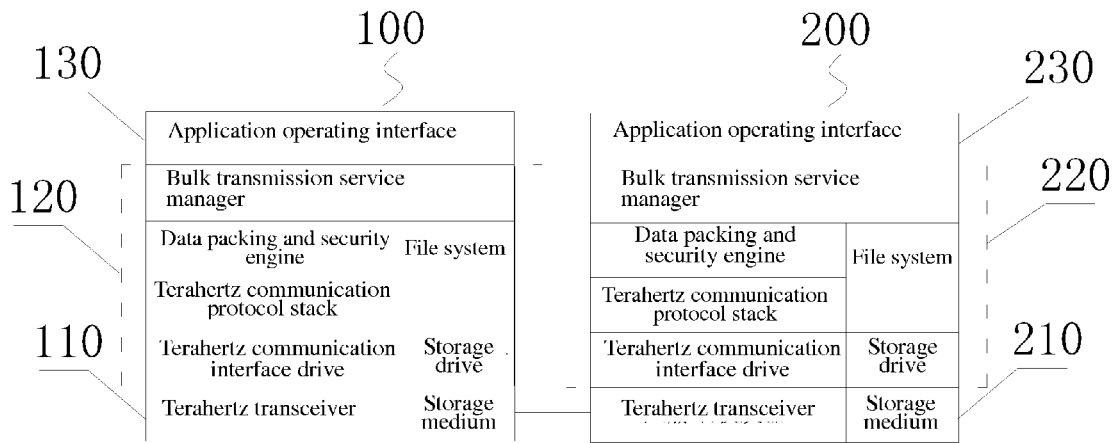 100
200
130
230
Application operating interface
Application operating interface
120
Bulk transmission service
manager
Bulk transmission service
manager
220
Data packing and security
engine
File system
Data packing and
security engine
File system
Terahertz communication
protocol stack
Terahertz communication
protocol stack
110
Terahertz communication
interface drive
Storage
drive
Terahertz communication
interface drive
Storage
drive
210
Terahertz transceiver
Storage
medium
Terahertz transceiver
Storage
medium